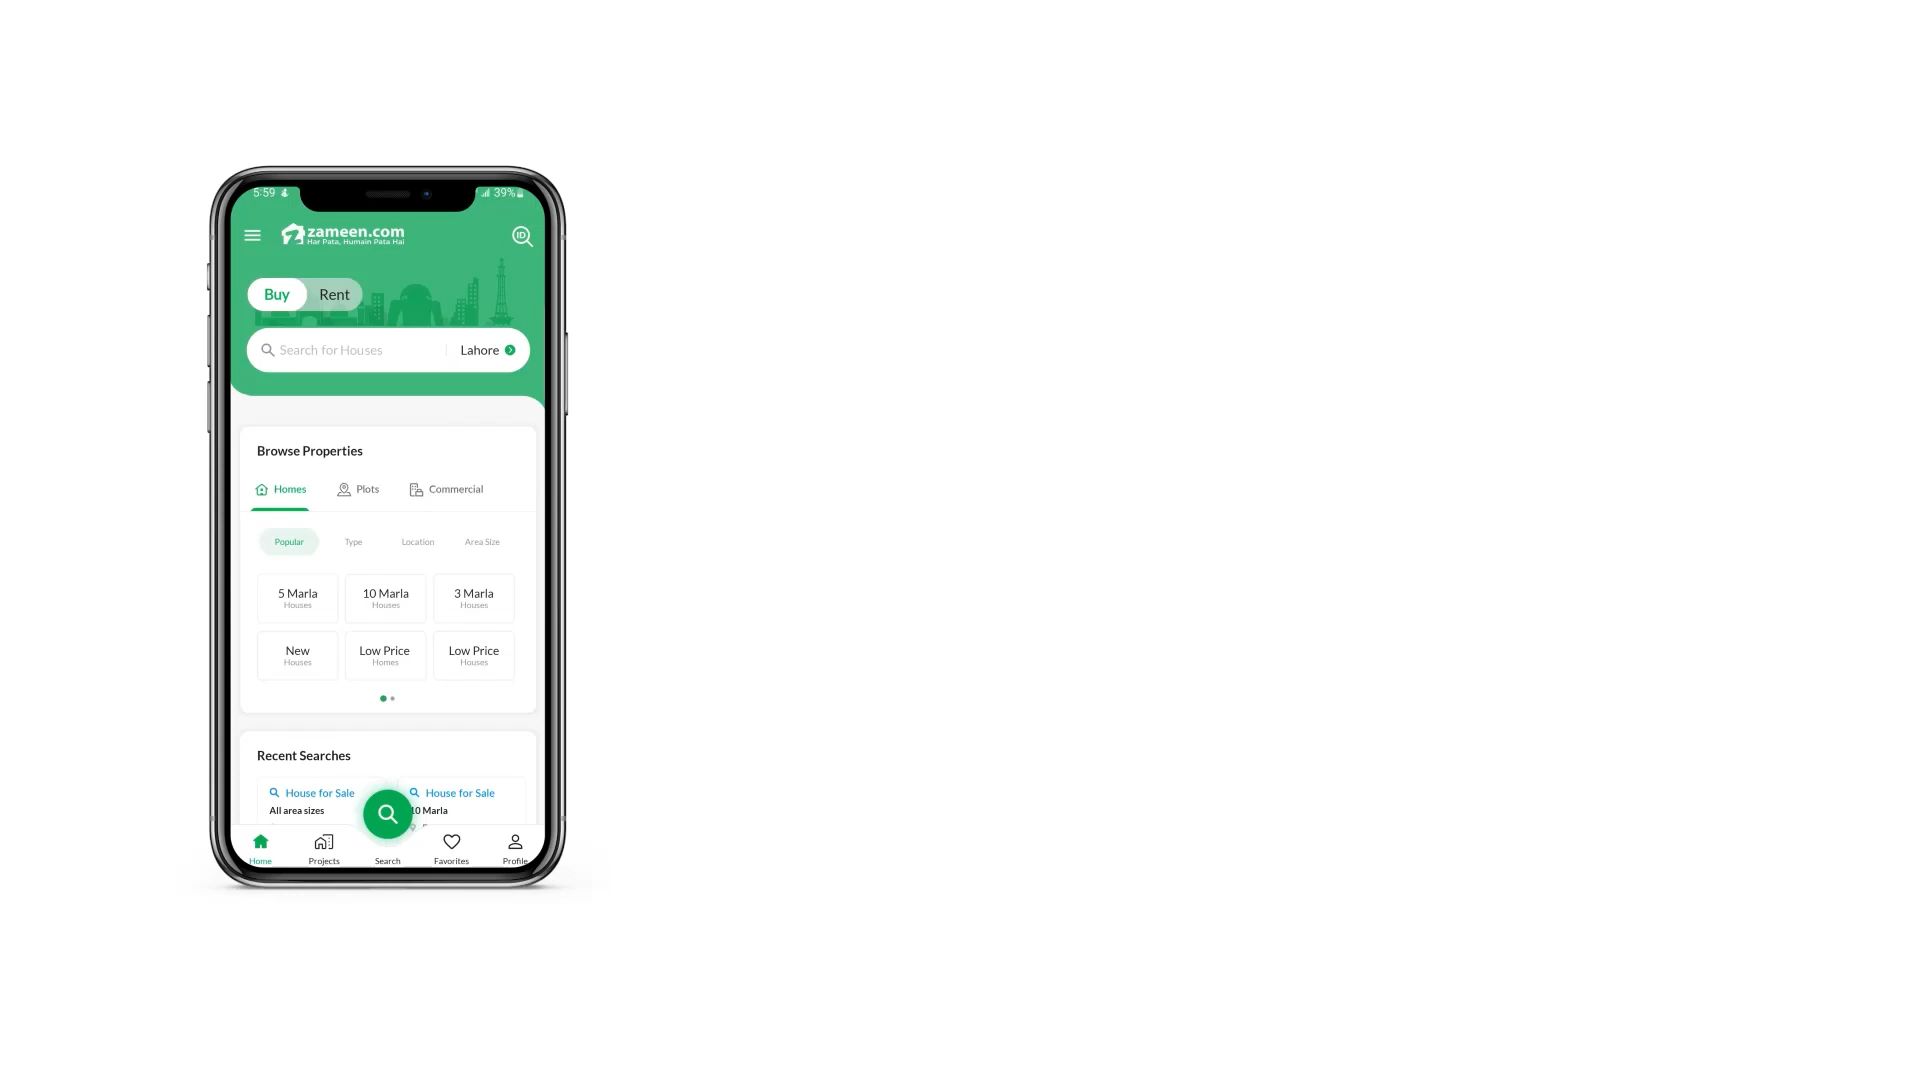 5:59
39%
zameen.com
Har Pata, Humain Pata Hai
ID
Buy
Rent
Search for Houses
Lahore
Browse Properties
Homes
Plots
Commercial
Popular
Type
Location
Area Size
5 Marla
Houses
10 Marla
Houses
3 Marla
Houses
New
Houses
Low Price
Homes
Low Price
Houses
Recent Searches
House for Sale
All area sizes
House for Sale
10 Marla
Home
Projects
Search
Favorites
Profile